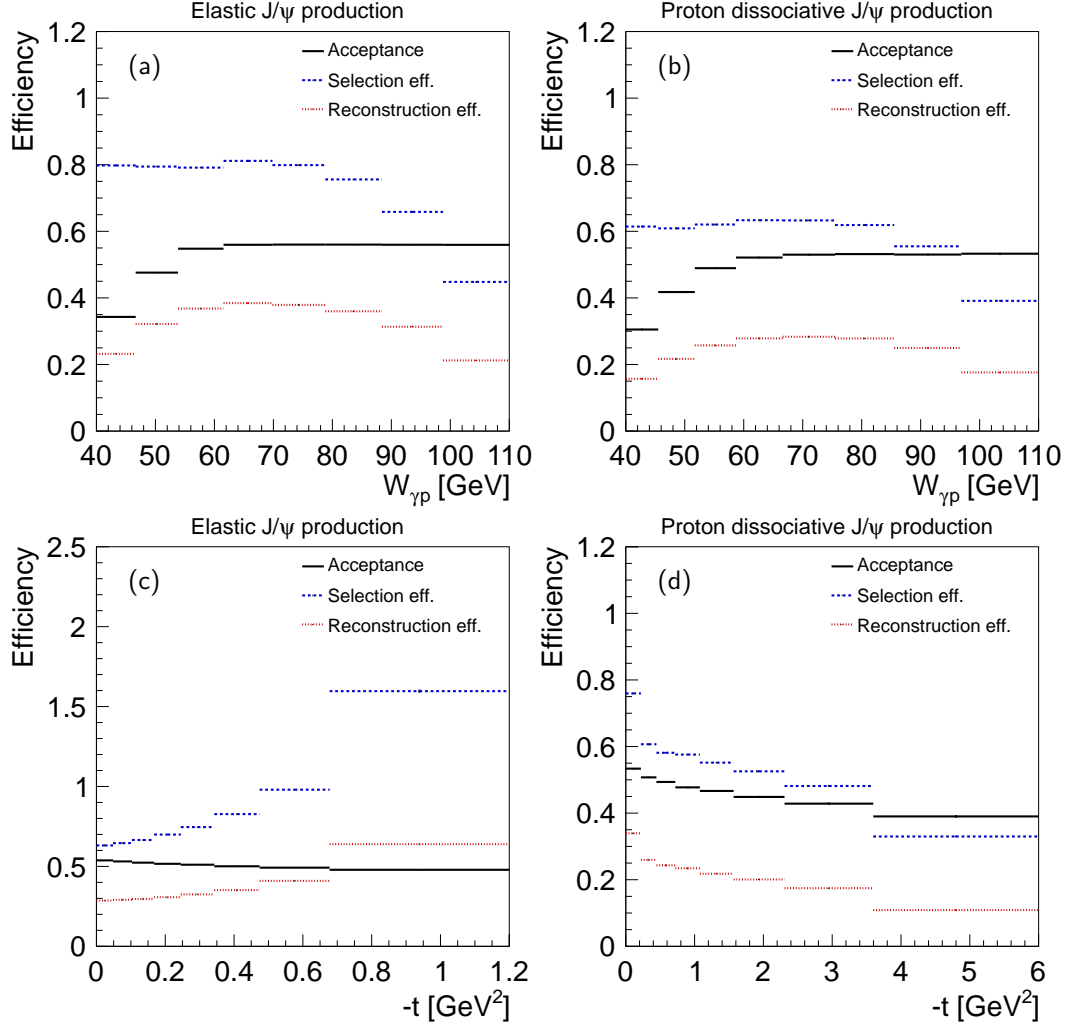 Elastic J/ψ production
Efficiency
(a)
Acceptance
Selection eff.
Reconstruction eff.
1.2
1
0.8
0.6
0.4
0.2
0
40 50 60 70 80 90 100 110
Wγp [GeV]
Proton dissociative J/ψ production
Efficiency
(b)
Acceptance
Selection eff.
Reconstruction eff.
1.2
1
0.8
0.6
0.4
0.2
0
40 50 60 70 80 90 100 110
Wγp [GeV]
Elastic J/ψ production
Efficiency
(c)
Acceptance
Selection eff.
Reconstruction eff.
2.5
2
1.5
1
0.5
0
0 0.2 0.4 0.6 0.8 1 1.2
-t [GeV²]
Proton dissociative J/ψ production
Efficiency
(d)
Acceptance
Selection eff.
Reconstruction eff.
1.2
1
0.8
0.6
0.4
0.2
0
0 1 2 3 4 5 6
-t [GeV²]